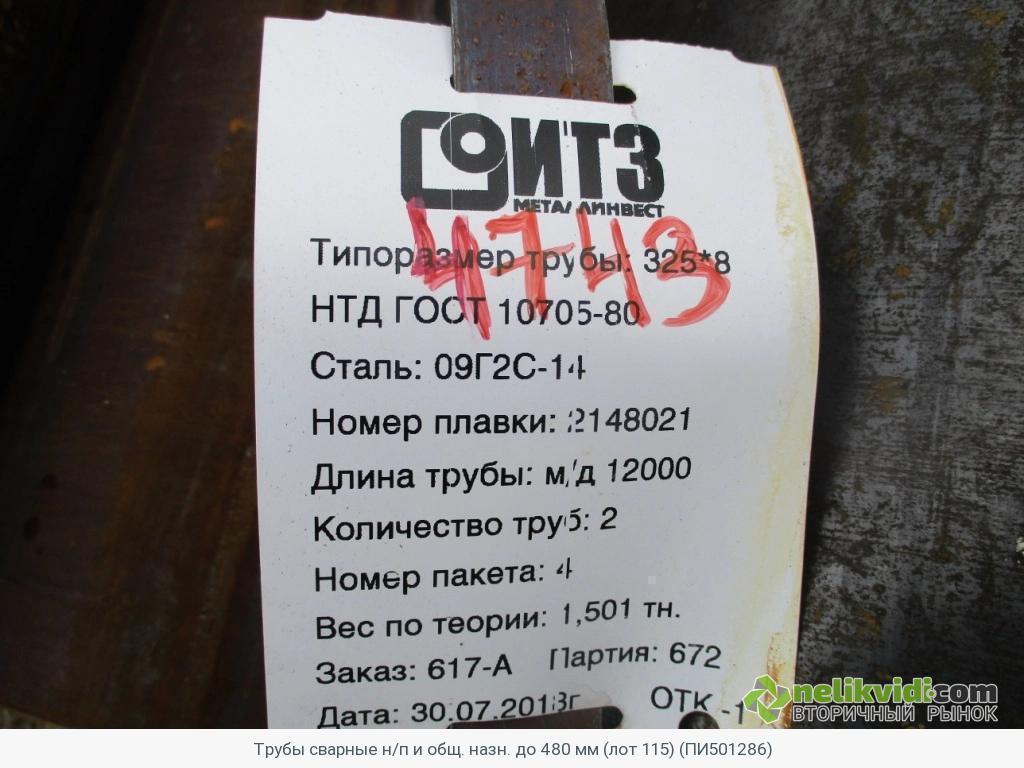 ИТЗ
МЕТАЛЛИНВЕСТ
4743
Типоразмер трубы: 325*8
НТД ГОСТ 10705-80
Сталь: 09Г2С-14
Номер плавки: 2148021
Длина трубы: м/д 12000
Количество труб: 2
Номер пакета: 4
Вес по теории: 1,501 тн.
Заказ: 617-А Партия: 672
Дата: 30.07.2018г ОТК -1
nelikvidi.com
ВТОРИЧНЫЙ РЫНОК
Трубы сварные н/п и общ. назн. до 480 мм (лот 115) (ПИ501286)